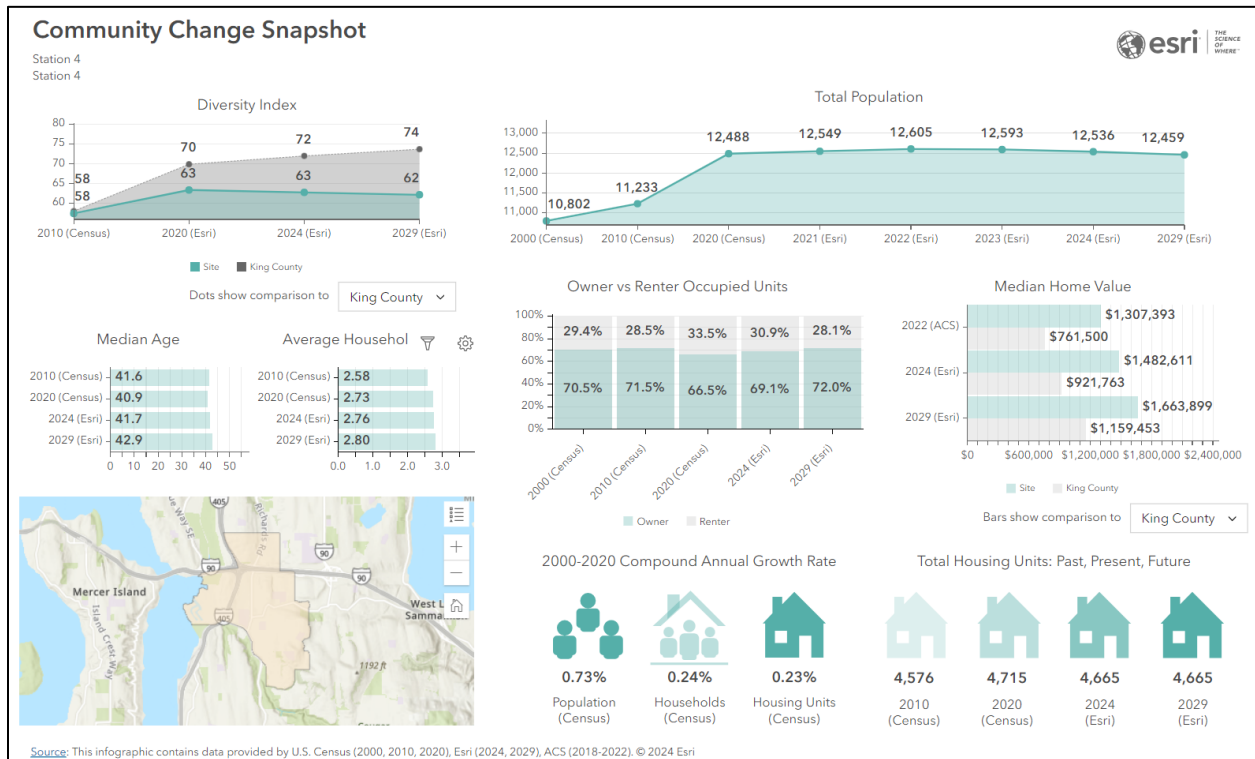 Community Change Snapshot
Station 4
Station 4
esri
THE
SCIENCE
OF
WHERE
Diversity Index
80
75
70
65
60
58
58
70
63
72
63
74
62
2010 (Census)
2020 (Esri)
2024 (Esri)
2029 (Esri)
Site
King County
Dots show comparison to
King County
Total Population
13,000
12,500
12,000
11,500
11,000
10,802
11,233
12,488
12,549
12,605
12,593
12,536
12,459
2000 (Census)
2010 (Census)
2020 (Census)
2021 (Esri)
2022 (Esri)
2023 (Esri)
2024 (Esri)
2029 (Esri)
Median Age
2010 (Census) 41.6
2020 (Census) 40.9
2024 (Esri) 41.7
2029 (Esri) 42.9
0 10 20 30 40 50
Average Househol
2010 (Census) 2.58
2020 (Census) 2.73
2024 (Esri) 2.76
2029 (Esri) 2.80
0.0 1.0 2.0 3.0
Owner vs Renter Occupied Units
100%
80%
60%
40%
20%
0%
29.4% 28.5% 33.5% 30.9% 28.1%
70.5% 71.5% 66.5% 69.1% 72.0%
2000 (Census)
2010 (Census)
2020 (Census)
2024 (Esri)
2029 (Esri)
Owner
Renter
Median Home Value
2022 (ACS)
$1,307,393
$761,500
2024 (Esri)
$1,482,611
$921,763
2029 (Esri)
$1,663,899
$1,159,453
$0 $600,000 $1,200,000 $1,800,000 $2,400,000
Site
King County
Bars show comparison to
King County
405
Richards Rd
90
90
90
Mercer Island
Island Crest Way
405
West L
Sammam
1192 ft
2000-2020 Compound Annual Growth Rate
0.73%
Population
(Census)
0.24%
Households
(Census)
0.23%
Housing Units
(Census)
Total Housing Units: Past, Present, Future
4,576
2010
(Census)
4,715
2020
(Census)
4,665
2024
(Esri)
4,665
2029
(Esri)
Source: This infographic contains data provided by U.S. Census (2000, 2010, 2020), Esri (2024, 2029), ACS (2018-2022). © 2024 Esri